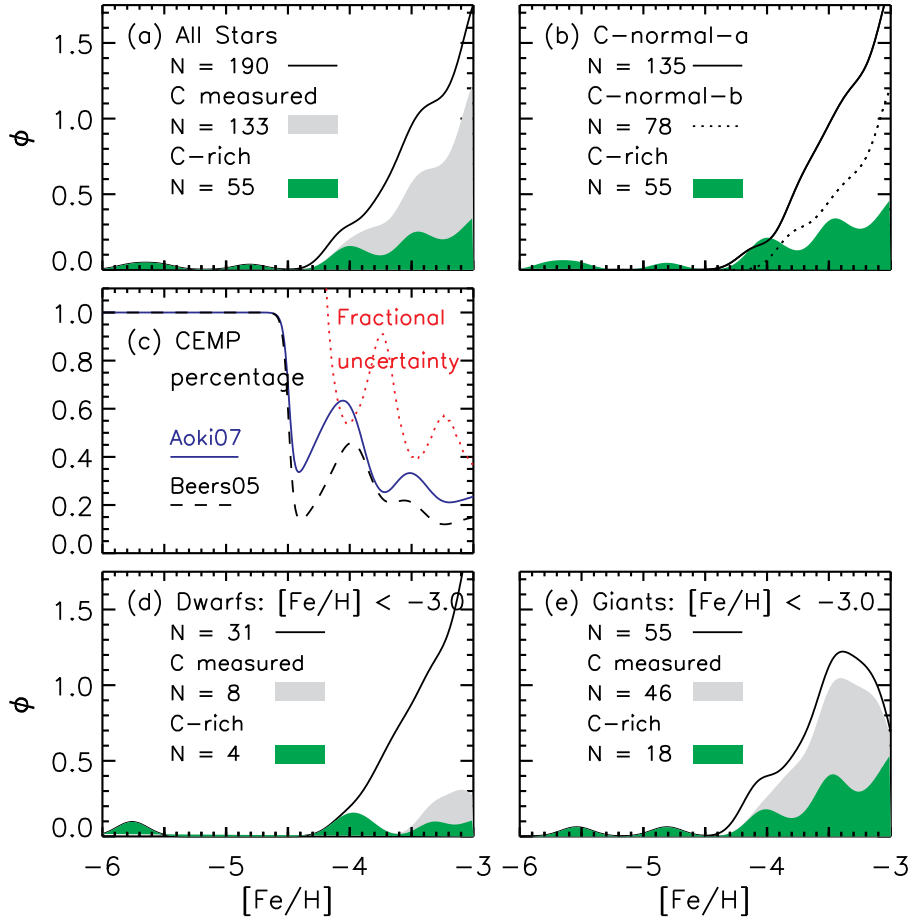 (a) All Stars
N = 190
C measured
N = 133
C-rich
N = 55
ϕ
1.5
1.0
0.5
0.0
(b) C-normal-a
N = 135
C-normal-b
N = 78
C-rich
N = 55
(c) CEMP
percentage
Fractional
uncertainty
Aoki07
Beers05
1.0
0.8
0.6
0.4
0.2
0.0
(d) Dwarfs: [Fe/H] < -3.0
N = 31
C measured
N = 8
C-rich
N = 4
ϕ
1.5
1.0
0.5
0.0
-6
-5
-4
-3
[Fe/H]
(e) Giants: [Fe/H] < -3.0
N = 55
C measured
N = 46
C-rich
N = 18
-6
-5
-4
-3
[Fe/H]